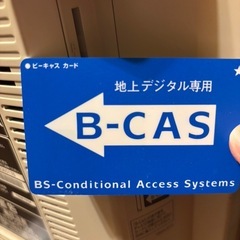 ● ビーキャス カード
地上デジタル専用
B-CAS
BS-Conditional Access Systems